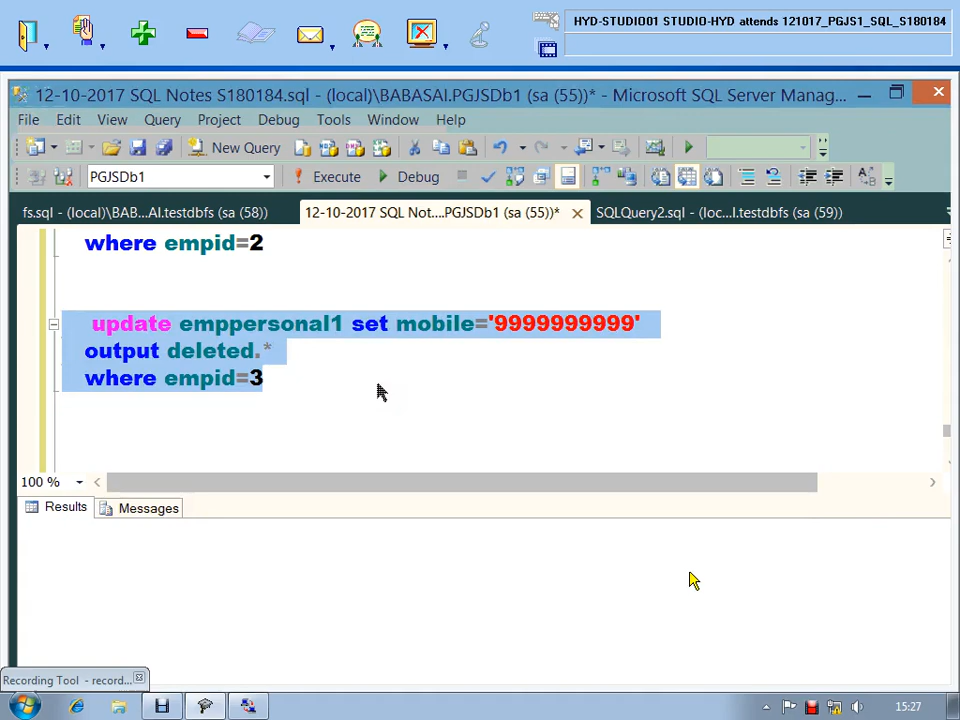 HYD-STUDIO01 STUDIO-HYD attends 121017_PGJS1_SQL_S180184
12-10-2017 SQL Notes S180184.sql - (local)\BABASAI.PGJSDb1 (sa (55))* - Microsoft SQL Server Manag...
File Edit View Query Project Debug Tools Window Help
New Query
PGJSDb1 Execute Debug
fs.sql - (local)\BAB...AI.testdbfs (sa (58)) 12-10-2017 SQL Not....PGJSDb1 (sa (55))* SQLQuery2.sql - (loc...l.testdbfs (sa (59))
where empid=2
update emppersonal1 set mobile='9999999999'
output deleted.*
where empid=3
100 %
Results Messages
Recording Tool - record...
15:27